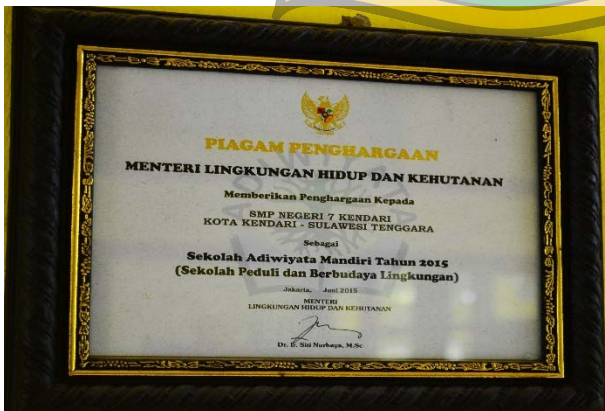 PIAGAM PENGHARGAAN
MENTERI LINGKUNGAN HIDUP DAN KEHUTANAN
Memberikan Penghargaan Kepada
SMP NEGERI 7 KENDARI
KOTA KENDARI - SULAWESI TENGGARA
Sebagai
Sekolah Adiwiyata Mandiri Tahun 2015
(Sekolah Peduli dan Berbudaya Lingkungan)
Jakarta, Juni 2015
MENTERI
LINGKUNGAN HIDUP DAN KEHUTANAN
Siti Nurbaya, M.Sc
ADIWIYATA